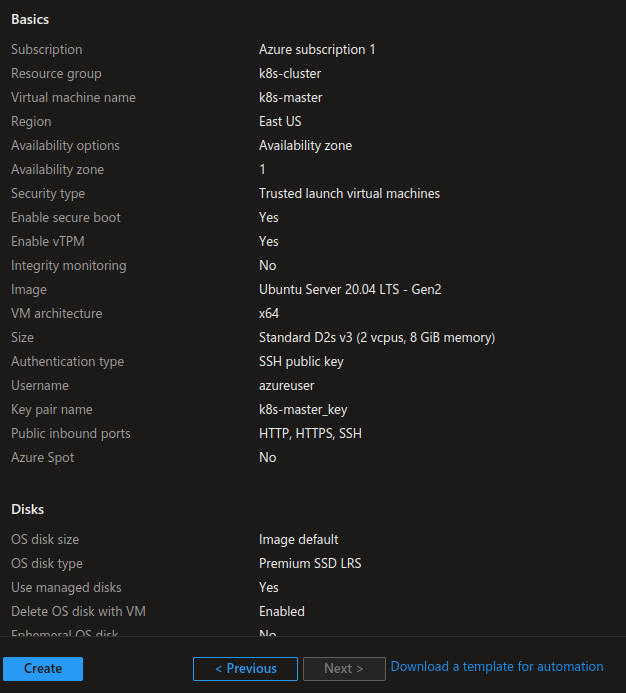 Basics
Subscription Azure subscription 1
Resource group k8s-cluster
Virtual machine name k8s-master
Region East US
Availability options Availability zone
Availability zone 1
Security type Trusted launch virtual machines
Enable secure boot Yes
Enable vTPM Yes
Integrity monitoring No
Image Ubuntu Server 20.04 LTS - Gen2
VM architecture x64
Size Standard D2s v3 (2 vcpus, 8 GiB memory)
Authentication type SSH public key
Username azureuser
Key pair name k8s-master_key
Public inbound ports HTTP, HTTPS, SSH
Azure Spot No
Disks
OS disk size Image default
OS disk type Premium SSD LRS
Use managed disks Yes
Delete OS disk with VM Enabled
Ephemeral OS disk No
Create < Previous Next > Download a template for automation